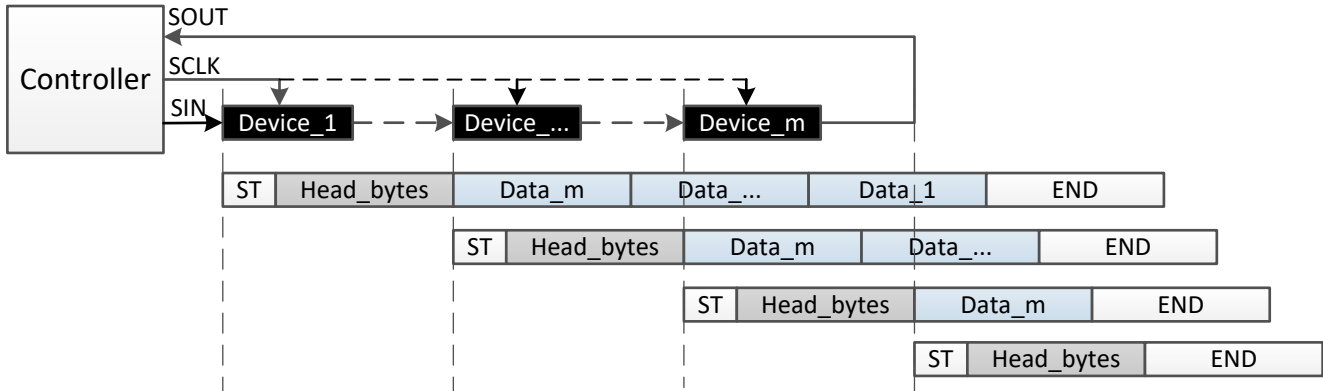 SOUT
Controller
SCLK
SIN
Device_1 Device_... Device_m
ST Head_bytes Data_m Data_... Data_1 END
ST Head_bytes Data_m Data_... END
ST Head_bytes Data_m END
ST Head_bytes END